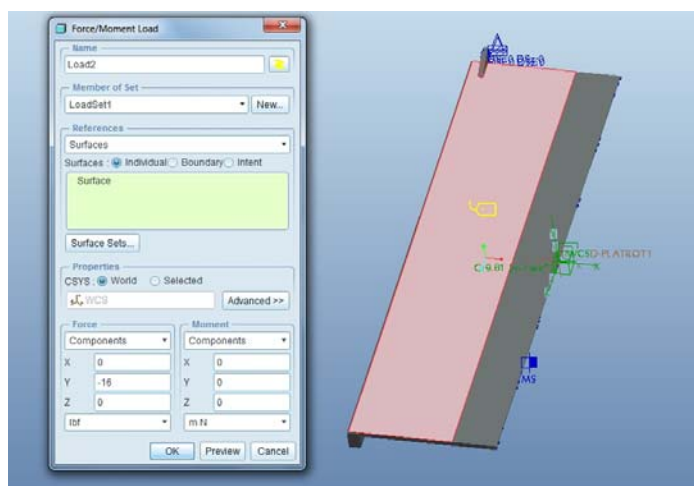 Force/Moment Load
Name
Load2
Member of Set
LoadSet1
New...
References
Surfaces
Surfaces : Individual Boundary Intent
Surface
Surface Sets...
Properties
CSYS : World Selected
WCS
Advanced >>
Force
Moment
Components
Components
X 0
X 0
Y -16
Y 0
Z 0
Z 0
lbf
m N
OK
Preview
Cancel
WCS
X
MS